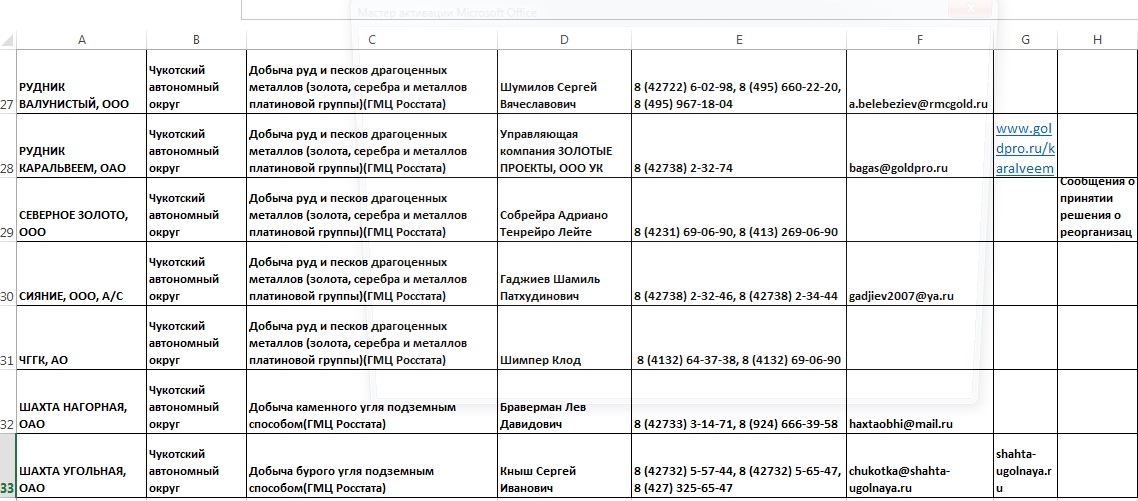 Мастер активации Microsoft Office
A B C D E F G H
27
РУДНИК
ВАЛУНИСТЫЙ, ООО
Чукотский
автономный
округ
Добыча руд и песков драгоценных
металлов (золота, серебра и металлов
платиновой группы)(ГМЦ Росстата)
Шумилов Сергей
Вячеславович
8 (42722) 6-02-98, 8 (495) 660-22-20,
8 (495) 967-18-04
a.belebeziev@rmcgold.ru
28
РУДНИК
КАРАЛЬВЕЕМ, ОАО
Чукотский
автономный
округ
Добыча руд и песков драгоценных
металлов (золота, серебра и металлов
платиновой группы)(ГМЦ Росстата)
Управляющая
компания ЗОЛОТЫЕ
ПРОЕКТЫ, ООО УК
8 (42738) 2-32-74
bagas@goldpro.ru
www.gol
dpro.ru/k
aralveem
29
СЕВЕРНОЕ ЗОЛОТО,
ООО
Чукотский
автономный
округ
Добыча руд и песков драгоценных
металлов (золота, серебра и металлов
платиновой группы)(ГМЦ Росстата)
Собрейра Адриано
Тенрейро Лейте
8 (4231) 69-06-90, 8 (413) 269-06-90
Сообщения о
принятии
решения о
реорганизац
30
СИЯНИЕ, ООО, А/С
Чукотский
автономный
округ
Добыча руд и песков драгоценных
металлов (золота, серебра и металлов
платиновой группы)(ГМЦ Росстата)
Гаджиев Шамиль
Патхудинович
8 (42738) 2-32-46, 8 (42738) 2-34-44
gadjiev2007@ya.ru
31
ЧГГК, АО
Чукотский
автономный
округ
Добыча руд и песков драгоценных
металлов (золота, серебра и металлов
платиновой группы)(ГМЦ Росстата)
Шимпер Клод
8 (4132) 64-37-38, 8 (4132) 69-06-90
32
ШАХТА НАГОРНАЯ,
ОАО
Чукотский
автономный
округ
Добыча каменного угля подземным
способом(ГМЦ Росстата)
Браверман Лев
Давидович
8 (42733) 3-14-71, 8 (924) 666-39-58
haxtaobhi@mail.ru
33
ШАХТА УГОЛЬНАЯ,
ОАО
Чукотский
автономный
округ
Добыча бурого угля подземным
способом(ГМЦ Росстата)
Кныш Сергей
Иванович
8 (42732) 5-57-44, 8 (42732) 5-65-47,
8 (427) 325-65-47
chukotka@shahta-
ugolnaya.ru
shahta-
ugolnaya.r
u